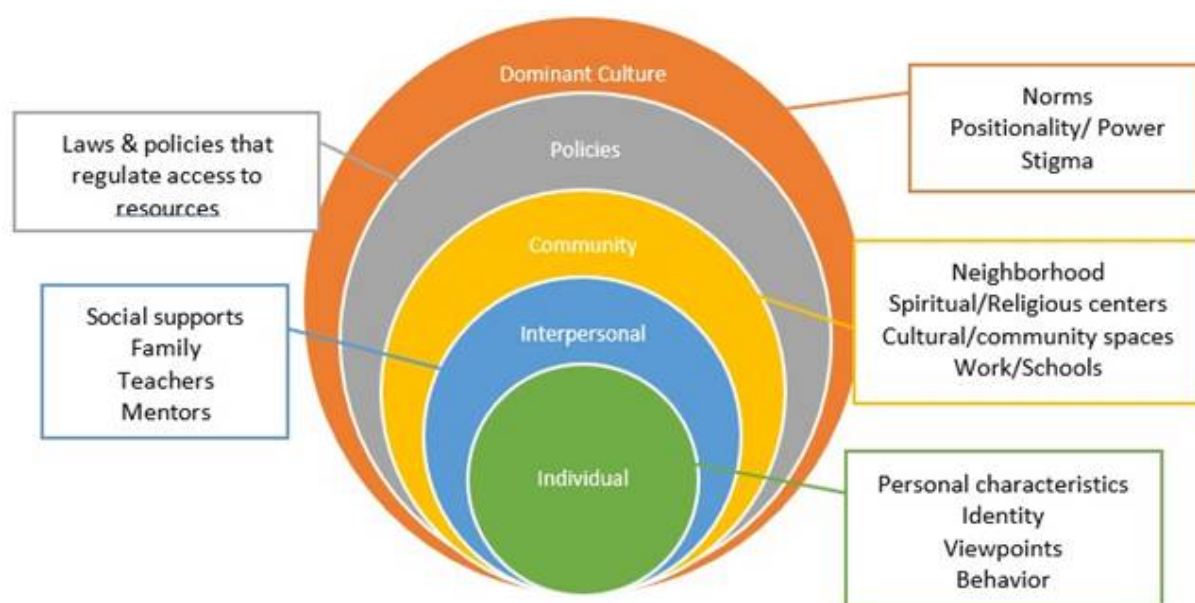 Dominant Culture
Policies
Community
Interpersonal
Individual
Laws & policies that
regulate access to
resources
Social supports
Family
Teachers
Mentors
Norms
Positionality/ Power
Stigma
Neighborhood
Spiritual/Religious centers
Cultural/community spaces
Work/Schools
Personal characteristics
Identity
Viewpoints
Behavior